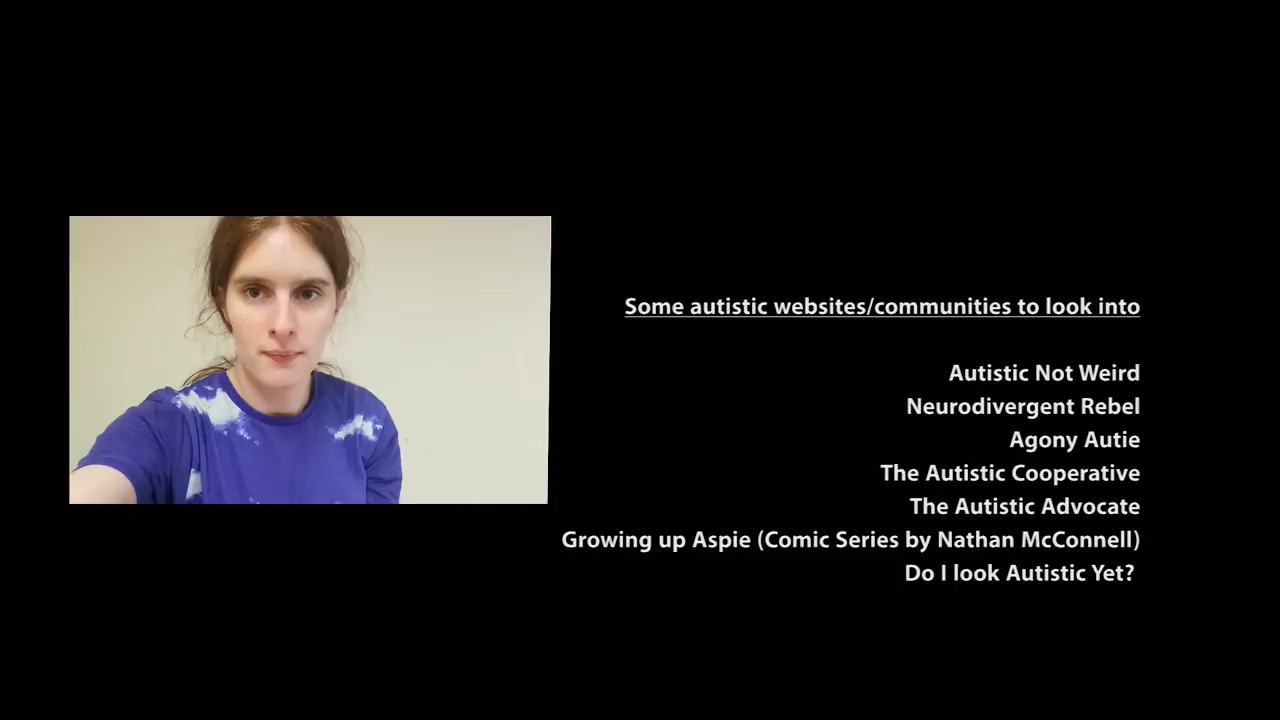 Some autistic websites/communities to look into
Autistic Not Weird
Neurodivergent Rebel
Agony Autie
The Autistic Cooperative
The Autistic Advocate
Growing up Aspie (Comic Series by Nathan McConnell)
Do I look Autistic Yet?